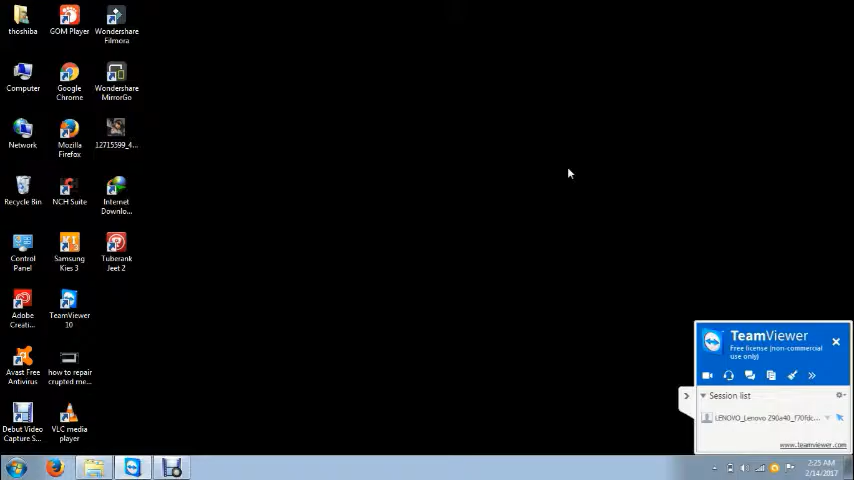 thoshiba
GOM Player
Wondershare
Filmora
Computer
Google
Chrome
Wondershare
MirrorGo
Network
Mozilla
Firefox
12715599_4...
Recycle Bin
NCH Suite
Internet
Downlo...
Control
Panel
Samsung
Kies 3
Tuberank
Jeet 2
Adobe
Creati...
TeamViewer
10
Avast Free
Antivirus
how to repair
crupted me...
Debut Video
Capture S...
VLC media
player
TeamViewer
Free license (non-commercial
use only)
Session list
LENOVO_Lenovo Z90a40_f70fdc...
www.teamviewer.com
2:25 AM
2/14/2017